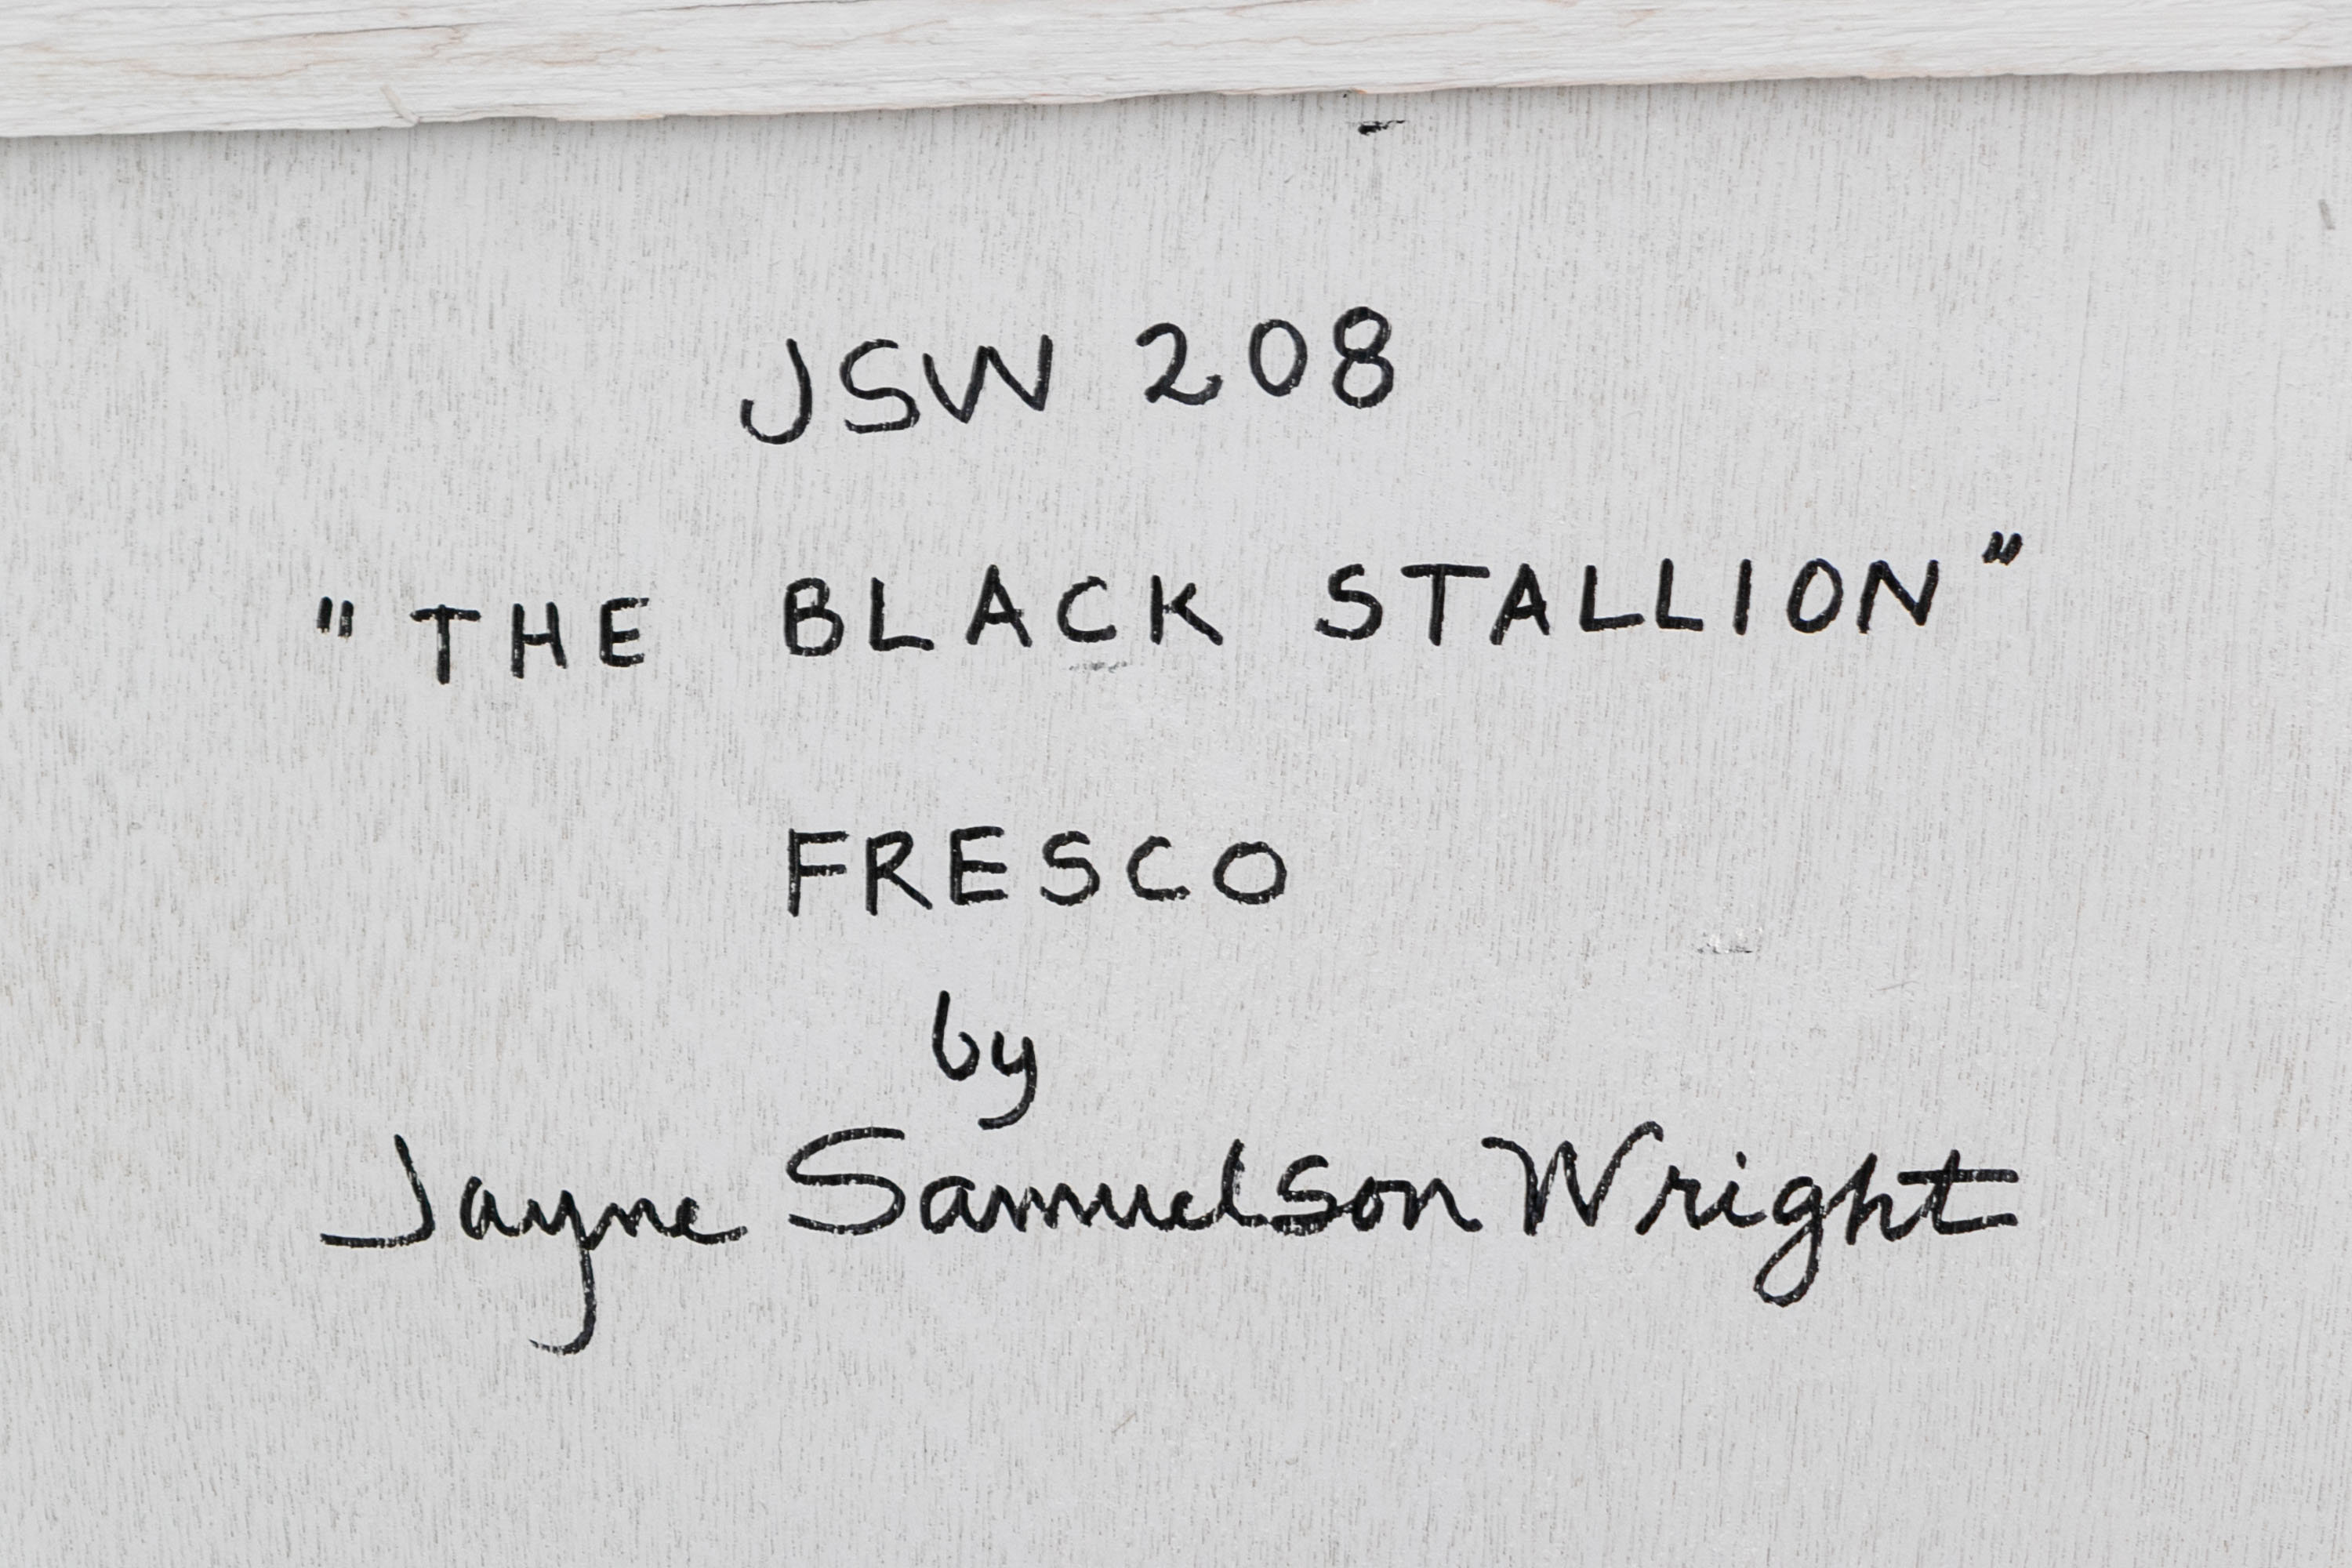 JSW 208
"THE BLACK STALLION"
FRESCO
by
Jayne Samuelson Wright